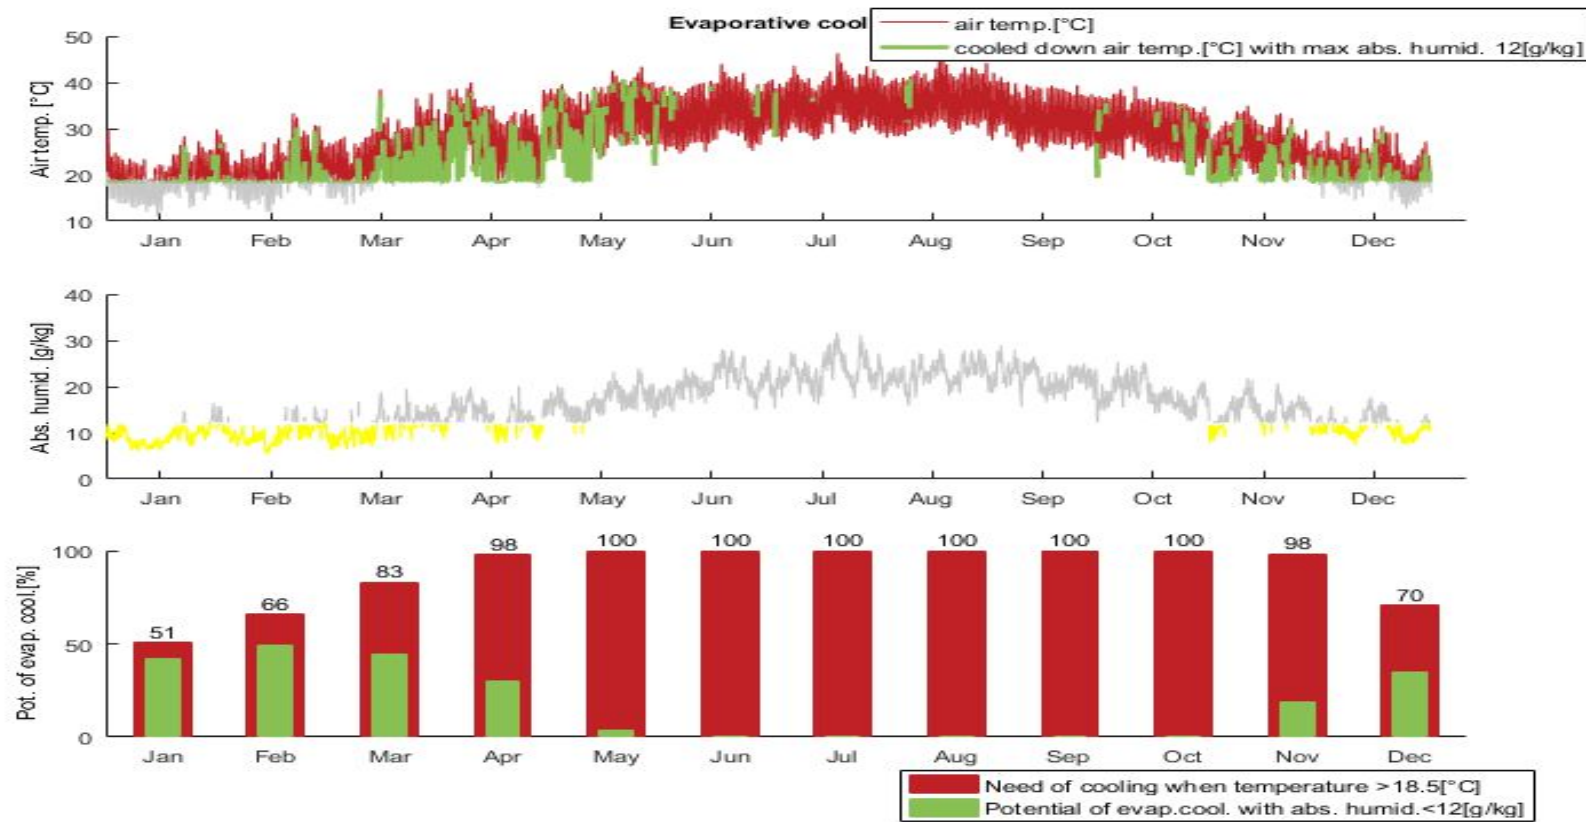 Evaporative cool
air temp.[°C]
cooled down air temp.[°C] with max abs. humid. 12[g/kg]
Air temp. [°C]
50
40
30
20
10
Jan Feb Mar Apr May Jun Jul Aug Sep Oct Nov Dec
Abs. humid. [g/kg]
40
30
20
10
0
Jan Feb Mar Apr May Jun Jul Aug Sep Oct Nov Dec
Pot. of evap. cool.[%]
100
50
0
51 66 83 98 100 100 100 100 100 100 98 70
Jan Feb Mar Apr May Jun Jul Aug Sep Oct Nov Dec
Need of cooling when temperature >18.5[°C]
Potential of evap.cool. with abs. humid.<12[g/kg]